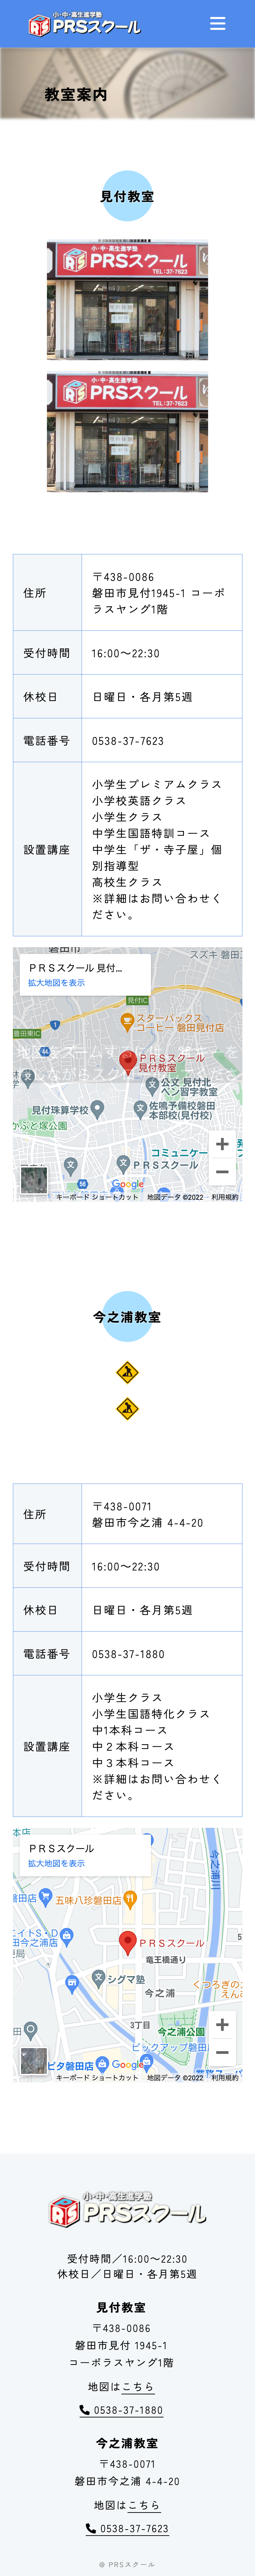 小・中・高生進学塾
PRSスクール
教室案内
見付教室
小・中・高生進学塾
PRSスクール
TEL:37-7623
小・中・高生進学塾
PRSスクール
TEL:37-7623
住所
〒438-0086
磐田市見付1945-1 コーポ
ラスヤング1階
受付時間
16:00〜22:30
休校日
日曜日・各月第5週
電話番号
0538-37-7623
設置講座
小学生プレミアムクラス
小学校英語クラス
小学生クラス
中学生国語特訓コース
中学生「ザ・寺子屋」個
別指導型
高校生クラス
※詳細はお問い合わせく
ださい。
磐田市
スズキ 磐田工
ＰＲＳスクール 見付...
拡大地図を表示
見付IC
スターバックス
コーヒー 磐田見付店
豊田東IC
ＰＲＳスクール
見付教室
公文 見付北
ペン習字教室
見付珠算学校
佐鳴予備校磐田
本部校(見付校)
かぶと塚公園
コミュニケー
ＰＲＳスクール
Google
キーボード ショートカット
地図データ ©2022
利用規約
今之浦教室
住所
〒438-0071
磐田市今之浦 4-4-20
受付時間
16:00〜22:30
休校日
日曜日・各月第5週
電話番号
0538-37-1880
設置講座
小学生クラス
小学生国語特化クラス
中1本科コース
中２本科コース
中３本科コース
※詳細はお問い合わせく
ださい。
ＰＲＳスクール
拡大地図を表示
今之浦川
五味八珍磐田店
エイトS・D
田今之浦店
ＰＲＳスクール
竜王橋通り
シグマ塾
今之浦
くつろぎの
3丁目
今之浦公園
ビックアップ磐田
ピタ磐田店
Google
キーボード ショートカット
地図データ ©2022
利用規約
小・中・高生進学塾
PRSスクール
受付時間／16:00〜22:30
休校日／日曜日・各月第5週
見付教室
〒438-0086
磐田市見付 1945-1
コーポラスヤング1階
地図はこちら
0538-37-1880
今之浦教室
〒438-0071
磐田市今之浦 4-4-20
地図はこちら
0538-37-7623
© PRSスクール